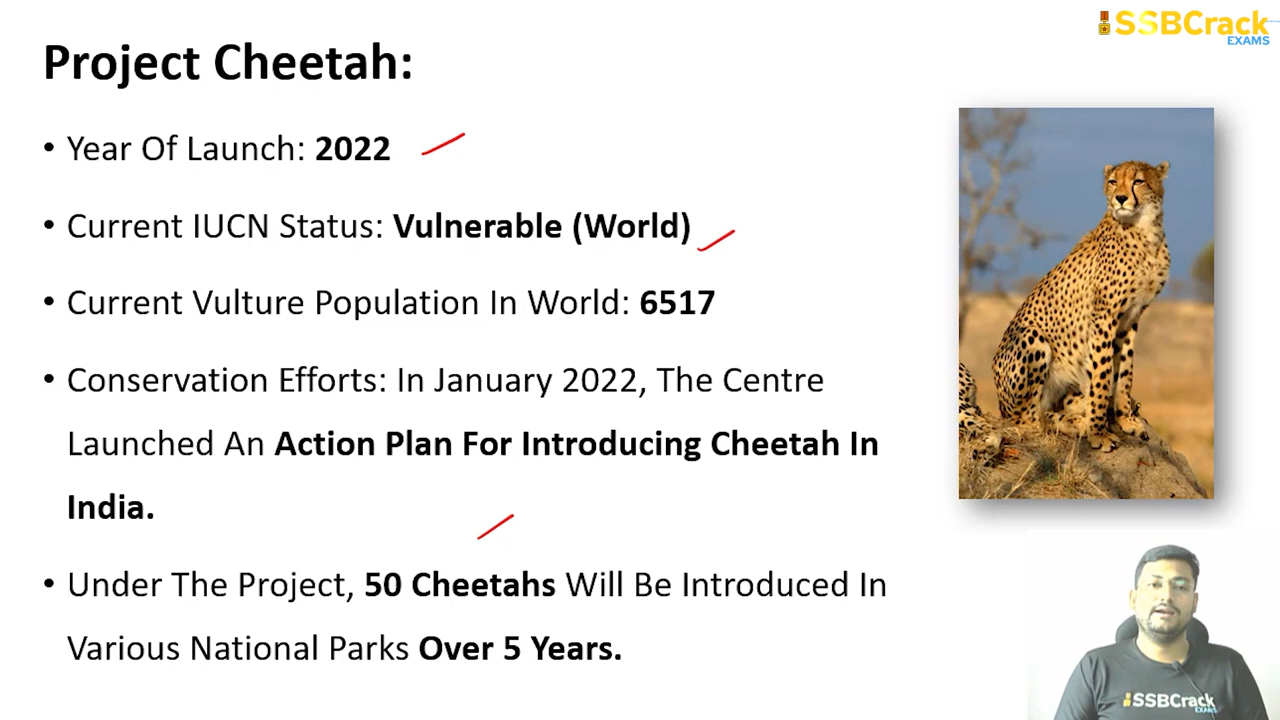 SSBCrack
EXAMS
Project Cheetah:
• Year Of Launch: 2022
• Current IUCN Status: Vulnerable (World)
• Current Vulture Population In World: 6517
• Conservation Efforts: In January 2022, The Centre
Launched An Action Plan For Introducing Cheetah In
India.
• Under The Project, 50 Cheetahs Will Be Introduced In
Various National Parks Over 5 Years.
SSBCrack
EXAMS